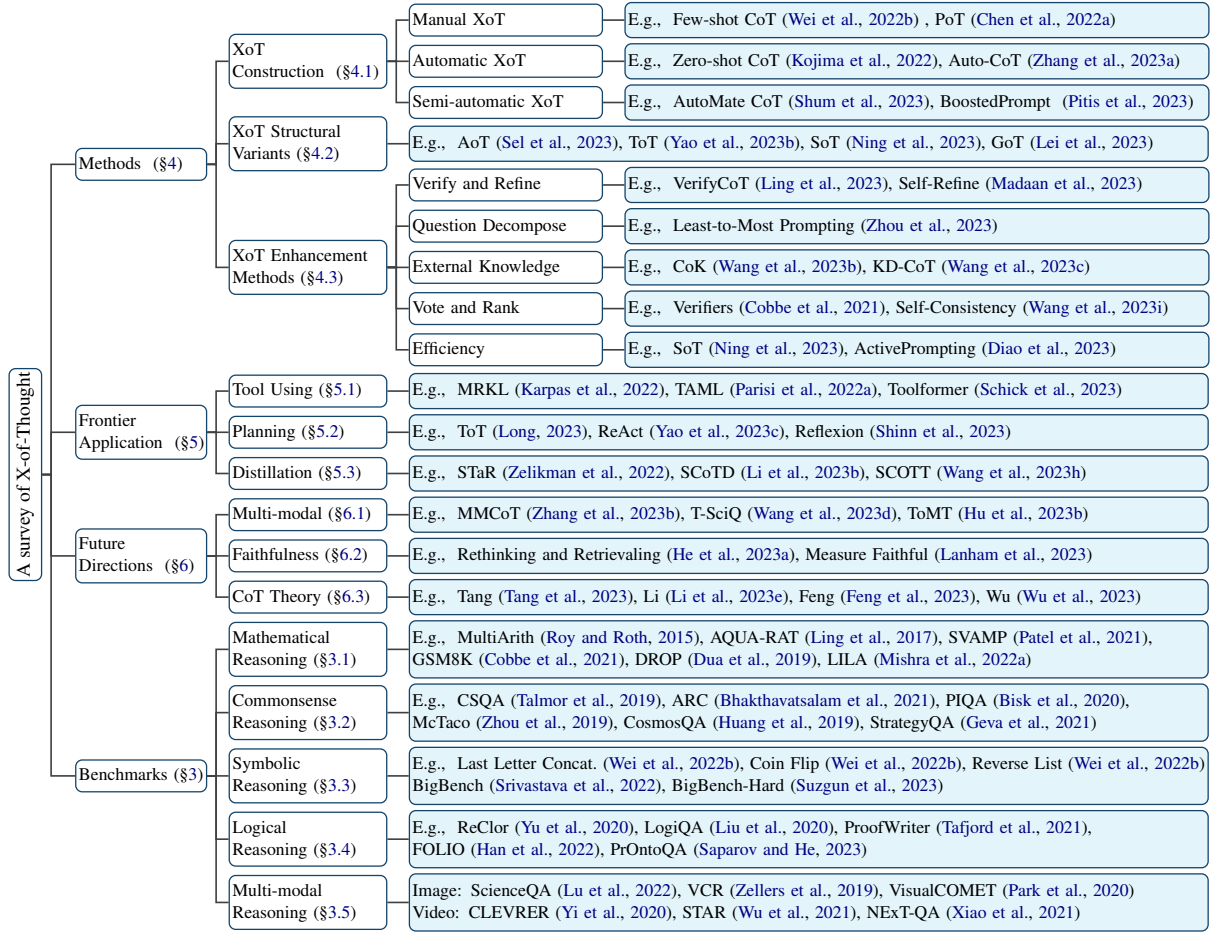 A survey of X-of-Thought
Methods (§4)
XoT
Construction (§4.1)
Manual XoT
E.g., Few-shot CoT (Wei et al., 2022b) , PoT (Chen et al., 2022a)
Automatic XoT
E.g., Zero-shot CoT (Kojima et al., 2022), Auto-CoT (Zhang et al., 2023a)
Semi-automatic XoT
E.g., AutoMate CoT (Shum et al., 2023), BoostedPrompt (Pitis et al., 2023)
XoT Structural
Variants (§4.2)
E.g., AoT (Sel et al., 2023), ToT (Yao et al., 2023b), SoT (Ning et al., 2023), GoT (Lei et al., 2023)
XoT Enhancement
Methods (§4.3)
Verify and Refine
E.g., VerifyCoT (Ling et al., 2023), Self-Refine (Madaan et al., 2023)
Question Decompose
E.g., Least-to-Most Prompting (Zhou et al., 2023)
External Knowledge
E.g., CoK (Wang et al., 2023b), KD-CoT (Wang et al., 2023c)
Vote and Rank
E.g., Verifiers (Cobbe et al., 2021), Self-Consistency (Wang et al., 2023i)
Efficiency
E.g., SoT (Ning et al., 2023), ActivePrompting (Diao et al., 2023)
Frontier
Application (§5)
Tool Using (§5.1)
E.g., MRKL (Karpas et al., 2022), TAML (Parisi et al., 2022a), Toolformer (Schick et al., 2023)
Planning (§5.2)
E.g., ToT (Long, 2023), ReAct (Yao et al., 2023c), Reflexion (Shinn et al., 2023)
Distillation (§5.3)
E.g., STaR (Zelikman et al., 2022), SCoTD (Li et al., 2023b), SCOTT (Wang et al., 2023h)
Future
Directions (§6)
Multi-modal (§6.1)
E.g., MMCoT (Zhang et al., 2023b), T-SciQ (Wang et al., 2023d), ToMT (Hu et al., 2023b)
Faithfulness (§6.2)
E.g., Rethinking and Retrievaling (He et al., 2023a), Measure Faithful (Lanham et al., 2023)
CoT Theory (§6.3)
E.g., Tang (Tang et al., 2023), Li (Li et al., 2023e), Feng (Feng et al., 2023), Wu (Wu et al., 2023)
Benchmarks (§3)
Mathematical
Reasoning (§3.1)
E.g., MultiArith (Roy and Roth, 2015), AQUA-RAT (Ling et al., 2017), SVAMP (Patel et al., 2021),
GSM8K (Cobbe et al., 2021), DROP (Dua et al., 2019), LILA (Mishra et al., 2022a)
Commonsense
Reasoning (§3.2)
E.g., CSQA (Talmor et al., 2019), ARC (Bhakthavatsalam et al., 2021), PIQA (Bisk et al., 2020),
McTaco (Zhou et al., 2019), CosmosQA (Huang et al., 2019), StrategyQA (Geva et al., 2021)
Symbolic
Reasoning (§3.3)
E.g., Last Letter Concat. (Wei et al., 2022b), Coin Flip (Wei et al., 2022b), Reverse List (Wei et al., 2022b)
BigBench (Srivastava et al., 2022), BigBench-Hard (Suzgun et al., 2023)
Logical
Reasoning (§3.4)
E.g., ReClor (Yu et al., 2020), LogiQA (Liu et al., 2020), ProofWriter (Tafjord et al., 2021),
FOLIO (Han et al., 2022), PrOntoQA (Saparov and He, 2023)
Multi-modal
Reasoning (§3.5)
Image: ScienceQA (Lu et al., 2022), VCR (Zellers et al., 2019), VisualCOMET (Park et al., 2020)
Video: CLEVRER (Yi et al., 2020), STAR (Wu et al., 2021), NExT-QA (Xiao et al., 2021)